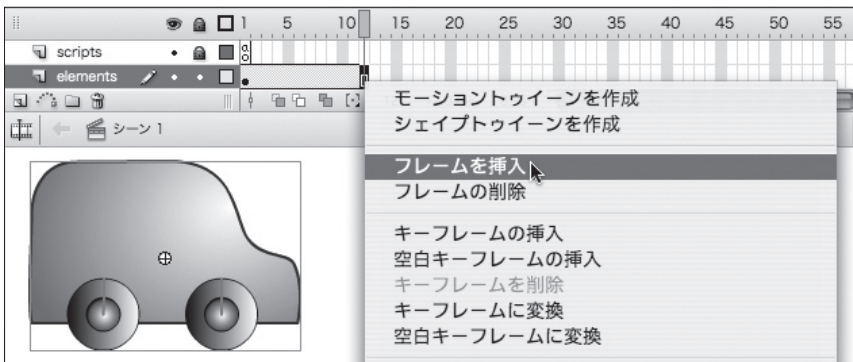 1 5 10 15 20 25 30 35 40 45 50 55
scripts
a
elements
シーン 1
モーショントゥイーンを作成
シェイプトゥイーンを作成
フレームを挿入
フレームの削除
キーフレームの挿入
空白キーフレームの挿入
キーフレームを削除
キーフレームに変換
空白キーフレームに変換